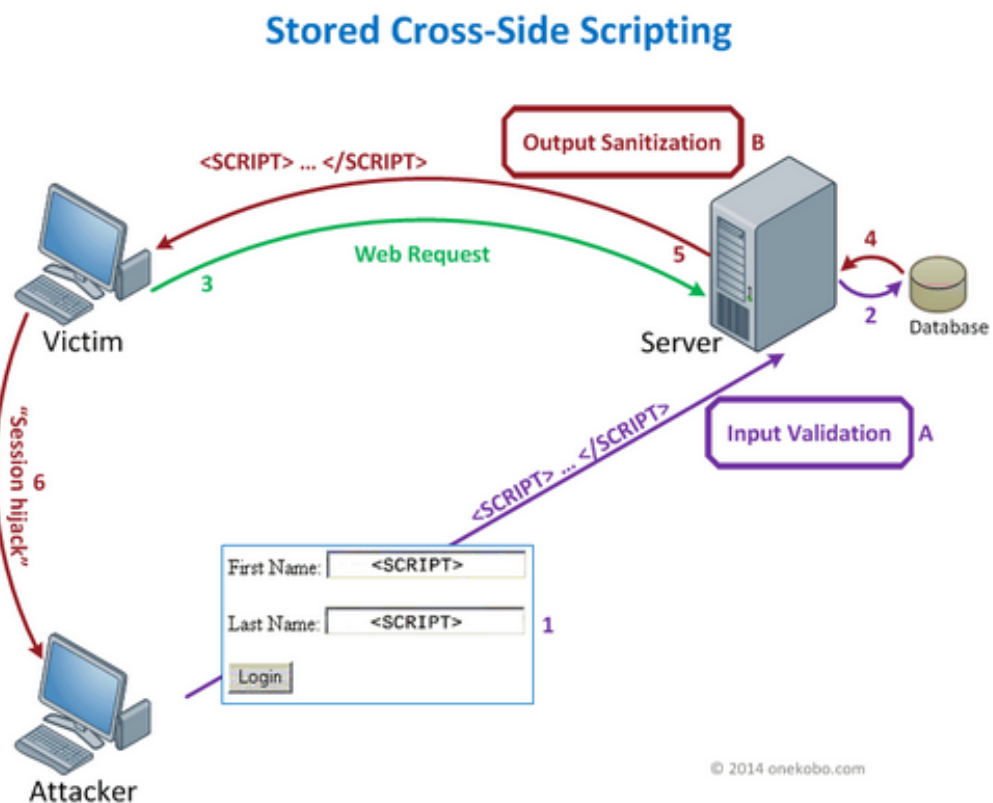 Stored Cross-Side Scripting
Output Sanitization B
<SCRIPT> ... </SCRIPT>
Web Request
3
5
4
2
Database
Victim
Server
Input Validation A
<SCRIPT> ... </SCRIPT>
"Session hijack"
6
First Name: <SCRIPT>
Last Name: <SCRIPT>
1
Login
Attacker
© 2014 onekobo.com